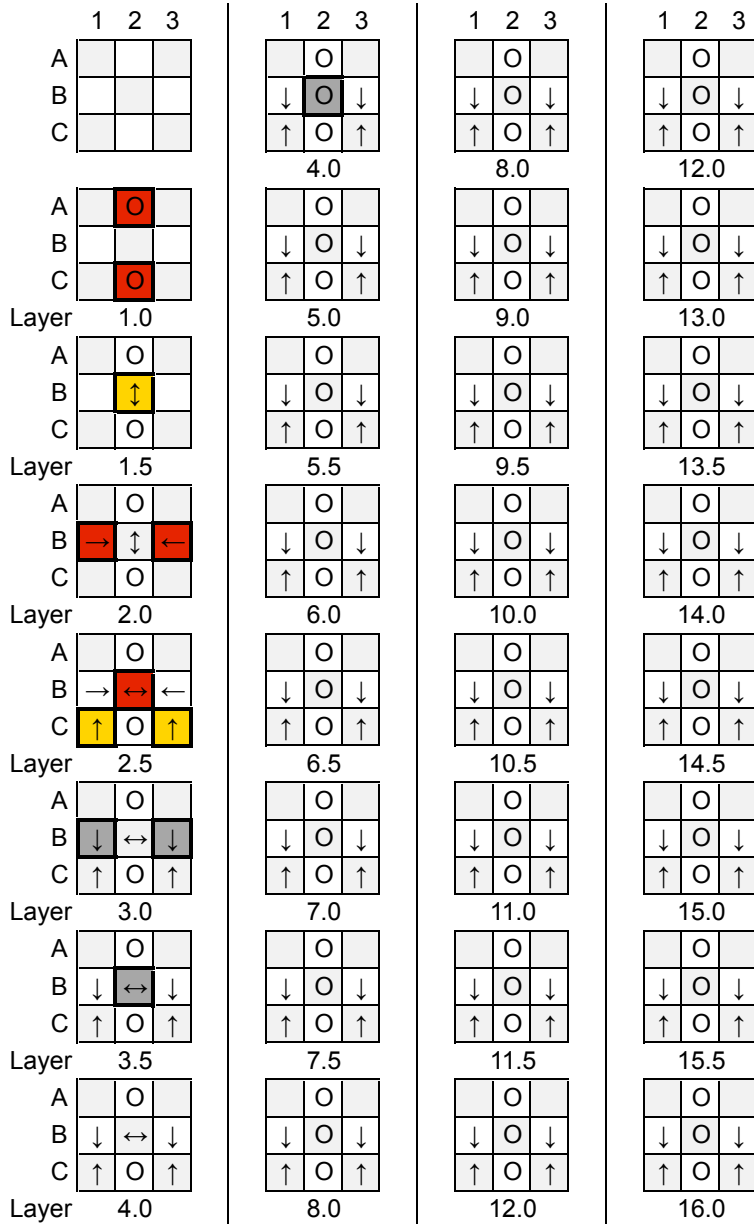 1 2 3 1 2 3 1 2 3 1 2 3
A O O O
B ↓ O ↓ ↓ O ↓ ↓ O ↓
C ↑ O ↑ ↑ O ↑ ↑ O ↑
4.0 8.0 12.0
A O O O O
B ↓ O ↓ ↓ O ↓ ↓ O ↓
C O ↑ O ↑ ↑ O ↑ ↑ O ↑
Layer 1.0 5.0 9.0 13.0
A O O O O
B ↕ ↓ O ↓ ↓ O ↓ ↓ O ↓
C O ↑ O ↑ ↑ O ↑ ↑ O ↑
Layer 1.5 5.5 9.5 13.5
A O O O O
B → ↕ ← ↓ O ↓ ↓ O ↓ ↓ O ↓
C O ↑ O ↑ ↑ O ↑ ↑ O ↑
Layer 2.0 6.0 10.0 14.0
A O O O O
B → ↔ ← ↓ O ↓ ↓ O ↓ ↓ O ↓
C ↑ O ↑ ↑ O ↑ ↑ O ↑ ↑ O ↑
Layer 2.5 6.5 10.5 14.5
A O O O O
B ↓ ↔ ↓ ↓ O ↓ ↓ O ↓ ↓ O ↓
C ↑ O ↑ ↑ O ↑ ↑ O ↑ ↑ O ↑
Layer 3.0 7.0 11.0 15.0
A O O O O
B ↓ ↔ ↓ ↓ O ↓ ↓ O ↓ ↓ O ↓
C ↑ O ↑ ↑ O ↑ ↑ O ↑ ↑ O ↑
Layer 3.5 7.5 11.5 15.5
A O O O O
B ↓ ↔ ↓ ↓ O ↓ ↓ O ↓ ↓ O ↓
C ↑ O ↑ ↑ O ↑ ↑ O ↑ ↑ O ↑
Layer 4.0 8.0 12.0 16.0